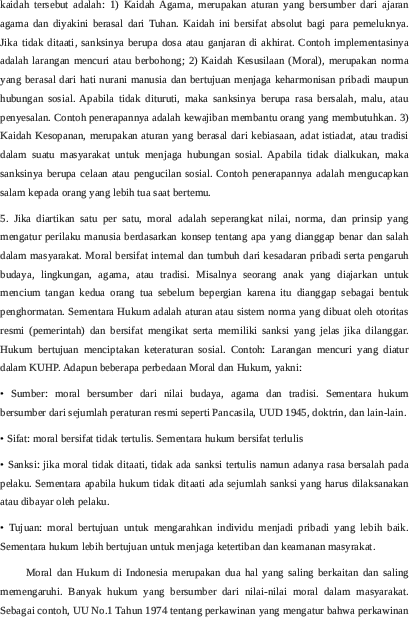 kaidah tersebut adalah: 1) Kaidah Agama, merupakan aturan yang bersumber dari ajaran
agama dan diyakini berasal dari Tuhan. Kaidah ini bersifat absolut bagi para pemeluknya.
Jika tidak ditaati, sanksinya berupa dosa atau ganjaran di akhirat. Contoh implementasinya
adalah larangan mencuri atau berbohong; 2) Kaidah Kesusilaan (Moral), merupakan norma
yang berasal dari hati nurani manusia dan bertujuan menjaga keharmonisan pribadi maupun
hubungan sosial. Apabila tidak dituruti, maka sanksinya berupa rasa bersalah, malu, atau
penyesalan. Contoh penerapannya adalah kewajiban membantu orang yang membutuhkan. 3)
Kaidah Kesopanan, merupakan aturan yang berasal dari kebiasaan, adat istiadat, atau tradisi
dalam suatu masyarakat untuk menjaga hubungan sosial. Apabila tidak dialkukan, maka
sanksinya berupa celaan atau pengucilan sosial. Contoh penerapannya adalah mengucapkan
salam kepada orang yang lebih tua saat bertemu.
5. Jika diartikan satu per satu, moral adalah seperangkat nilai, norma, dan prinsip yang
mengatur perilaku manusia berdasarkan konsep tentang apa yang dianggap benar dan salah
dalam masyarakat. Moral bersifat internal dan tumbuh dari kesadaran pribadi serta pengaruh
budaya, lingkungan, agama, atau tradisi. Misalnya seorang anak yang diajarkan untuk
mencium tangan kedua orang tua sebelum bepergian karena itu dianggap sebagai bentuk
penghormatan. Sementara Hukum adalah aturan atau sistem norma yang dibuat oleh otoritas
resmi (pemerintah) dan bersifat mengikat serta memiliki sanksi yang jelas jika dilanggar.
Hukum bertujuan menciptakan keteraturan sosial. Contoh: Larangan mencuri yang diatur
dalam KUHP. Adapun beberapa perbedaan Moral dan Hukum, yakni:
• Sumber: moral bersumber dari nilai budaya, agama dan tradisi. Sementara hukum
bersumber dari sejumlah peraturan resmi seperti Pancasila, UUD 1945, doktrin, dan lain-lain.
• Sifat: moral bersifat tidak tertulis. Sementara hukum bersifat terlulis
• Sanksi: jika moral tidak ditaati, tidak ada sanksi tertulis namun adanya rasa bersalah pada
pelaku. Sementara apabila hukum tidak ditaati ada sejumlah sanksi yang harus dilaksanakan
atau dibayar oleh pelaku.
• Tujuan: moral bertujuan untuk mengarahkan individu menjadi pribadi yang lebih baik.
Sementara hukum lebih bertujuan untuk menjaga ketertiban dan keamanan masyrakat.
Moral dan Hukum di Indonesia merupakan dua hal yang saling berkaitan dan saling
memengaruhi. Banyak hukum yang bersumber dari nilai-nilai moral dalam masyarakat.
Sebagai contoh, UU No.1 Tahun 1974 tentang perkawinan yang mengatur bahwa perkawinan